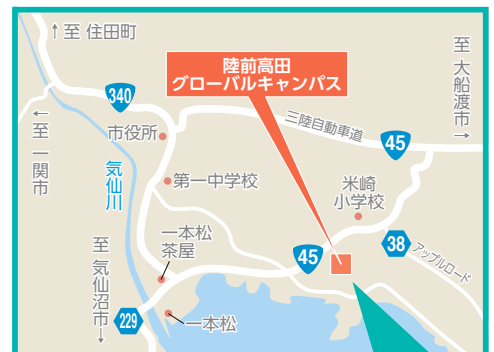 ↑至 住田町
陸前高田
グローバルキャンパス
至 大船渡市→
340
三陸自動車道
45
←至 一関市
市役所
気仙川
第一中学校
米崎
小学校
一本松
茶屋
45
38
アップルロード
至 気仙沼市→
229
一本松